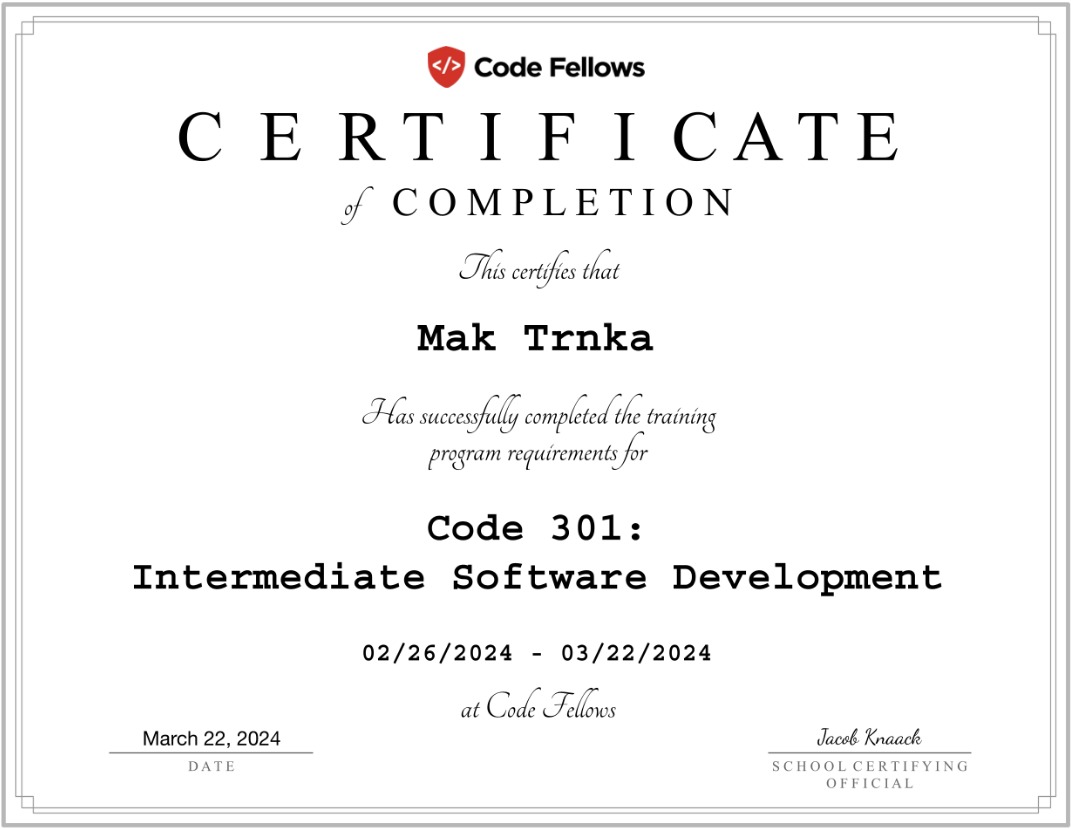 </> Code Fellows
CERTIFICATE
of COMPLETION
This certifies that
Mak Trnka
Has successfully completed the training
program requirements for
Code 301:
Intermediate Software Development
02/26/2024 - 03/22/2024
at Code Fellows
March 22, 2024
DATE
Jacob Knaack
SCHOOL CERTIFYING
OFFICIAL